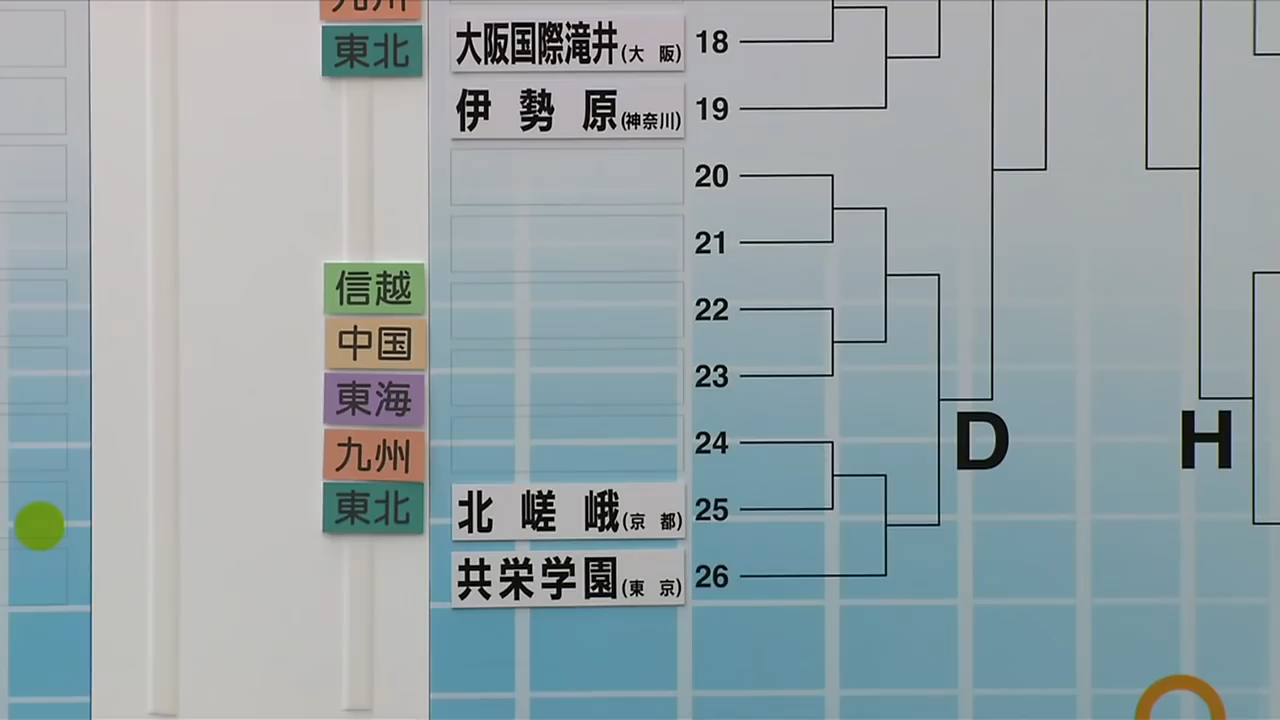 九州
東北
大阪国際滝井(大 阪) 18
伊勢原(神奈川) 19
20
21
信越
22
中国
23
東海
24
九州
東北
北嵯峨(京 都) 25
共栄学園(東 京) 26
D
H